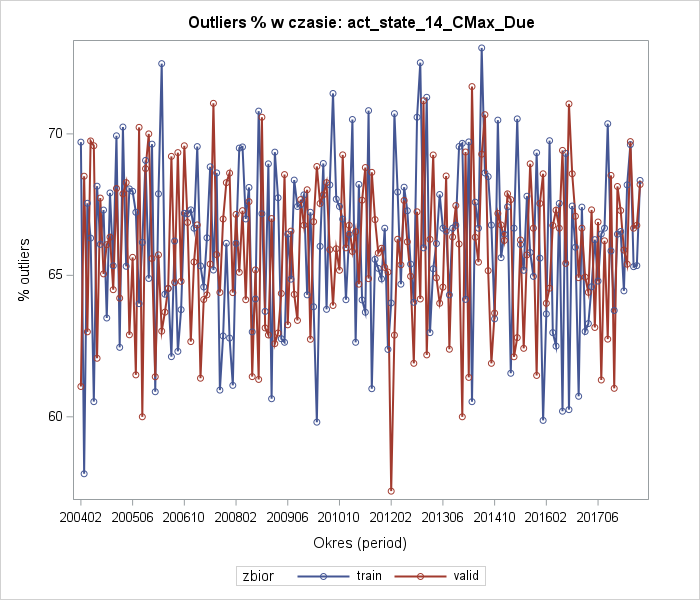 Outliers % w czasie: act_state_14_CMax_Due
% outliers
70
65
60
200402 200506 200610 200802 200906 201010 201202 201306 201410 201602 201706
Okres (period)
zbior train valid